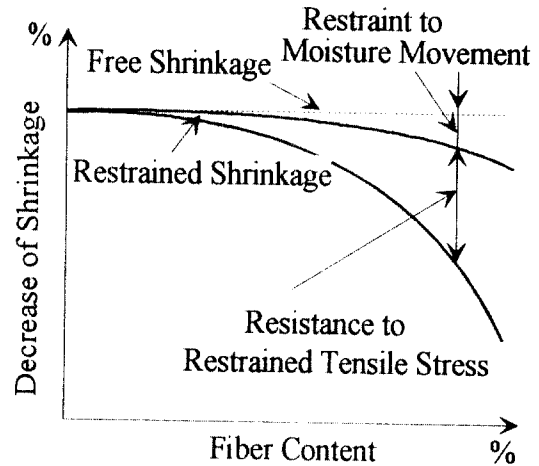 %
Restraint to
Moisture Movement
Free Shrinkage
Restrained Shrinkage
Decrease of Shrinkage
Resistance to
Restrained Tensile Stress
Fiber Content
%